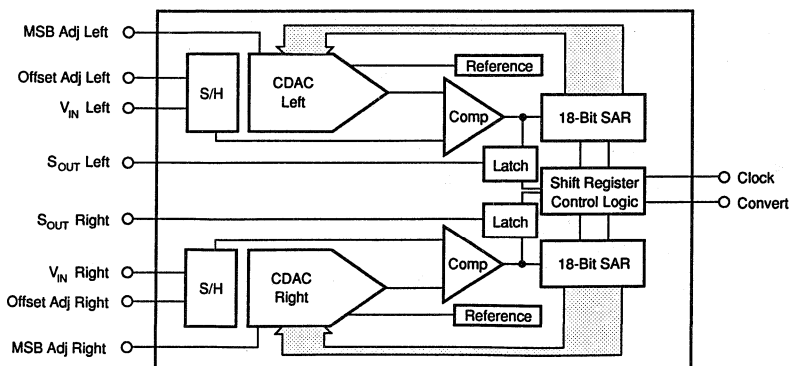 MSB Adj Left
Offset Adj Left
V_IN Left
S_OUT Left
S_OUT Right
V_IN Right
Offset Adj Right
MSB Adj Right
S/H
CDAC
Left
Reference
Comp
18-Bit SAR
Latch
Shift Register
Control Logic
Clock
Convert
Latch
S/H
CDAC
Right
Comp
18-Bit SAR
Reference